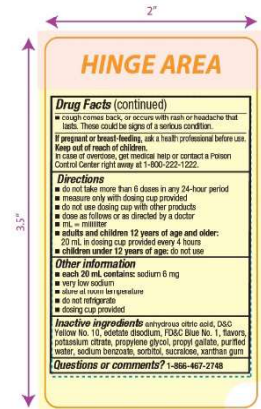 2"
3.5"
HINGE AREA
Drug Facts (continued)
■ cough comes back, or occurs with rash or headache that
lasts. These could be signs of a serious condition.
If pregnant or breast-feeding, ask a health professional before use.
Keep out of reach of children.
In case of overdose, get medical help or contact a Poison
Control Center right away at 1-800-222-1222.
Directions
■ do not take more than 6 doses in any 24-hour period
■ measure only with dosing cup provided
■ do not use dosing cup with other products
■ dose as follows or as directed by a doctor
■ mL = milliliter
■ adults and children 12 years of age and older:
20 mL in dosing cup provided every 4 hours
■ children under 12 years of age: do not use
Other information
■ each 20 mL contains: sodium 6 mg
■ very low sodium
■ store at room temperature
■ do not refrigerate
■ dosing cup provided
Inactive ingredients anhydrous citric acid, D&C
Yellow No. 10, edetate disodium, FD&C Blue No. 1, flavors,
potassium citrate, propylene glycol, propyl gallate, purified
water, sodium benzoate, sorbitol, sucralose, xanthan gum
Questions or comments? 1-866-467-2748